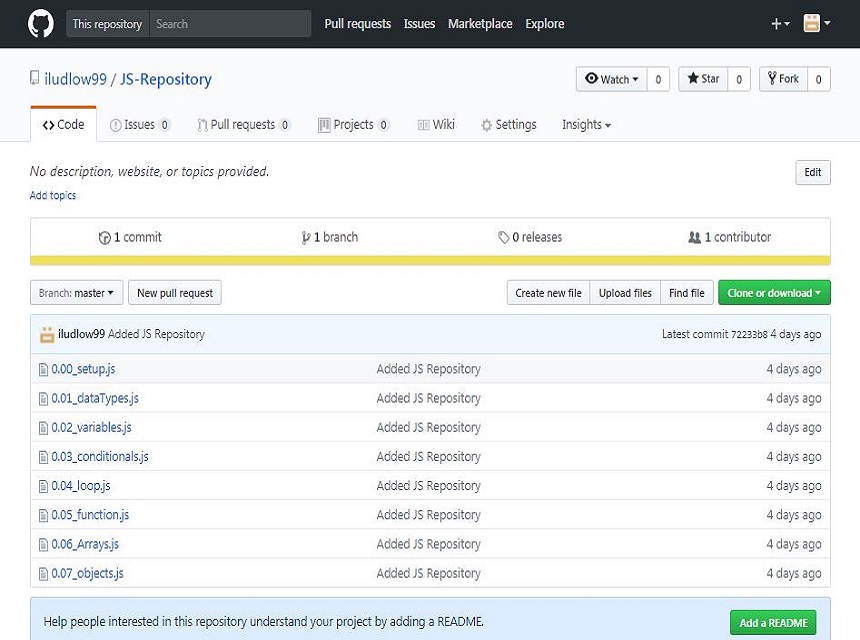 This repository Search Pull requests Issues Marketplace Explore
iludlow99 / JS-Repository Watch 0 Star 0 Fork 0
Code Issues 0 Pull requests 0 Projects 0 Wiki Settings Insights
No description, website, or topics provided. Edit
Add topics
1 commit 1 branch 0 releases 1 contributor
Branch: master New pull request Create new file Upload files Find file Clone or download
iludlow99 Added JS Repository Latest commit 72233b8 4 days ago
0.00_setup.js Added JS Repository 4 days ago
0.01_dataTypes.js Added JS Repository 4 days ago
0.02_variables.js Added JS Repository 4 days ago
0.03_conditionals.js Added JS Repository 4 days ago
0.04_loop.js Added JS Repository 4 days ago
0.05_function.js Added JS Repository 4 days ago
0.06_Arrays.js Added JS Repository 4 days ago
0.07_objects.js Added JS Repository 4 days ago
Help people interested in this repository understand your project by adding a README. Add a README